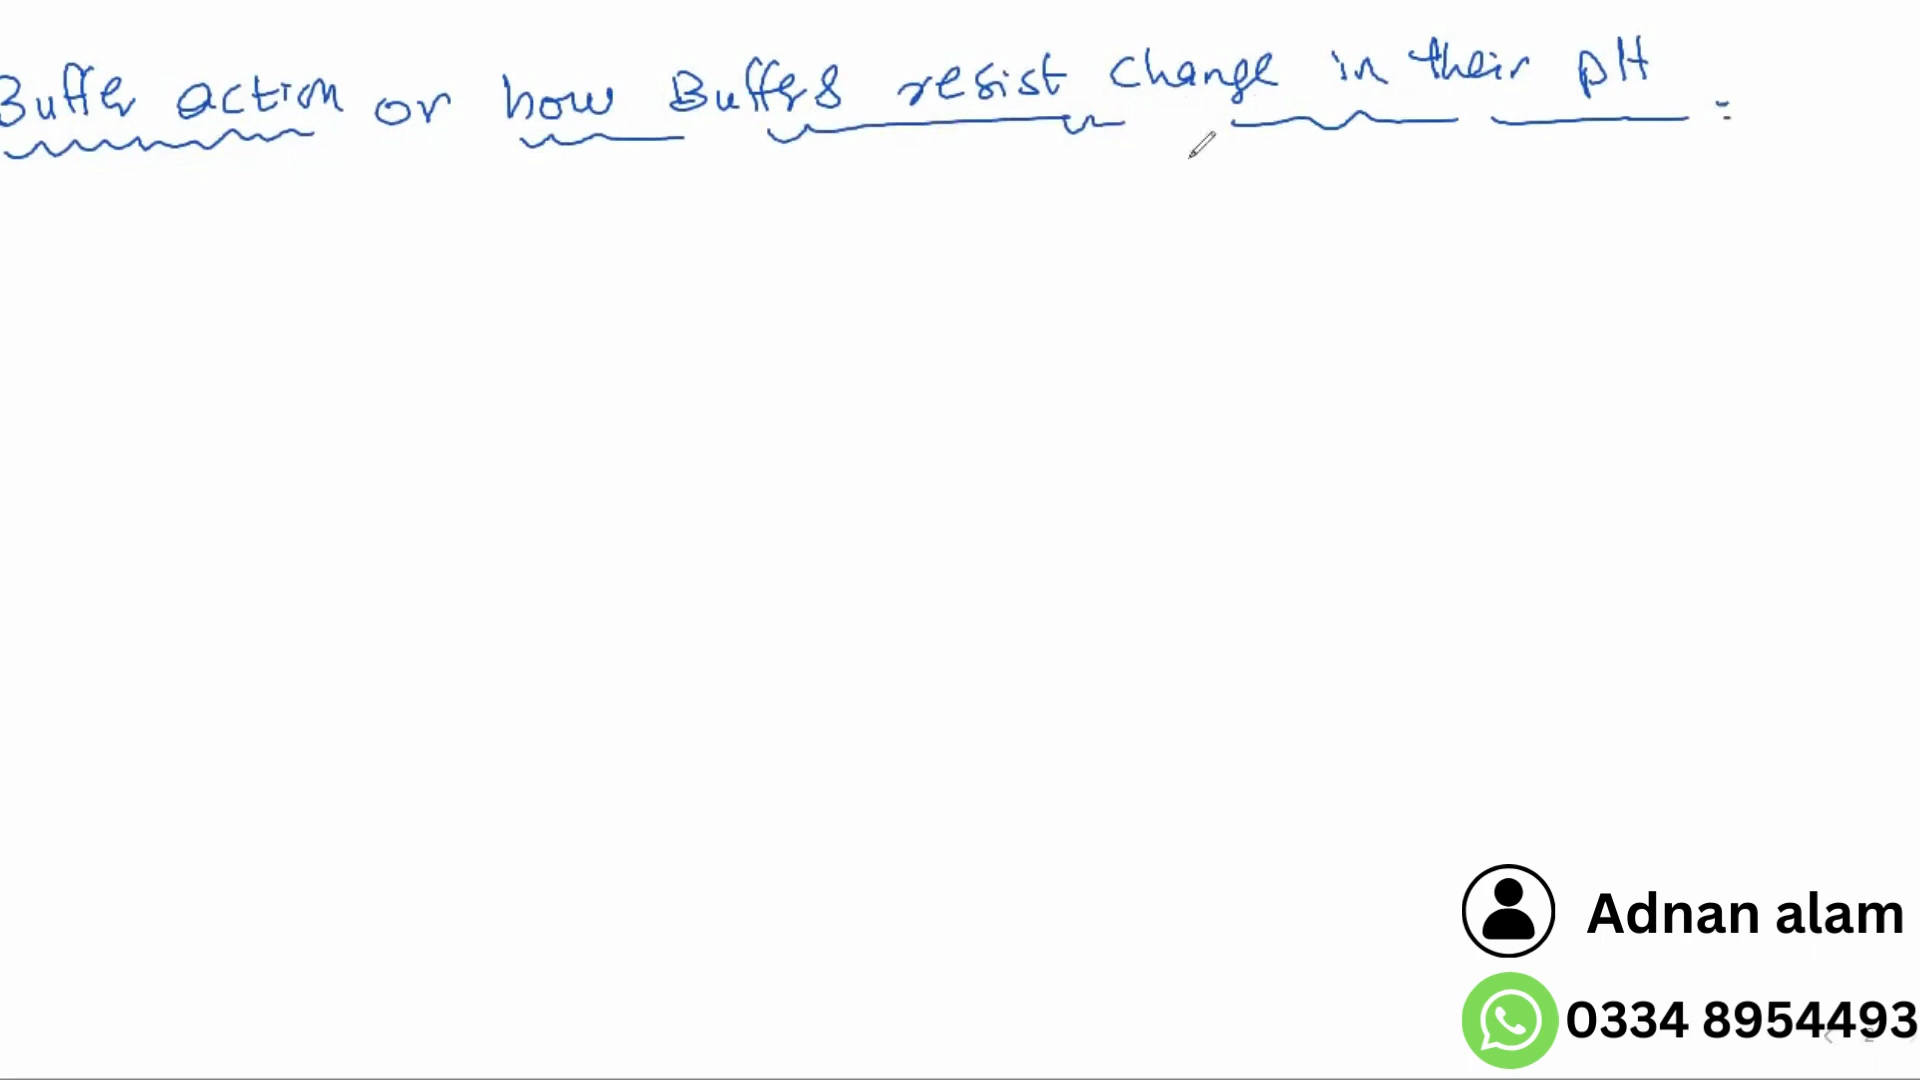 Buffer action or how Buffers resist change in their pH :
Adnan alam
0334 8954493